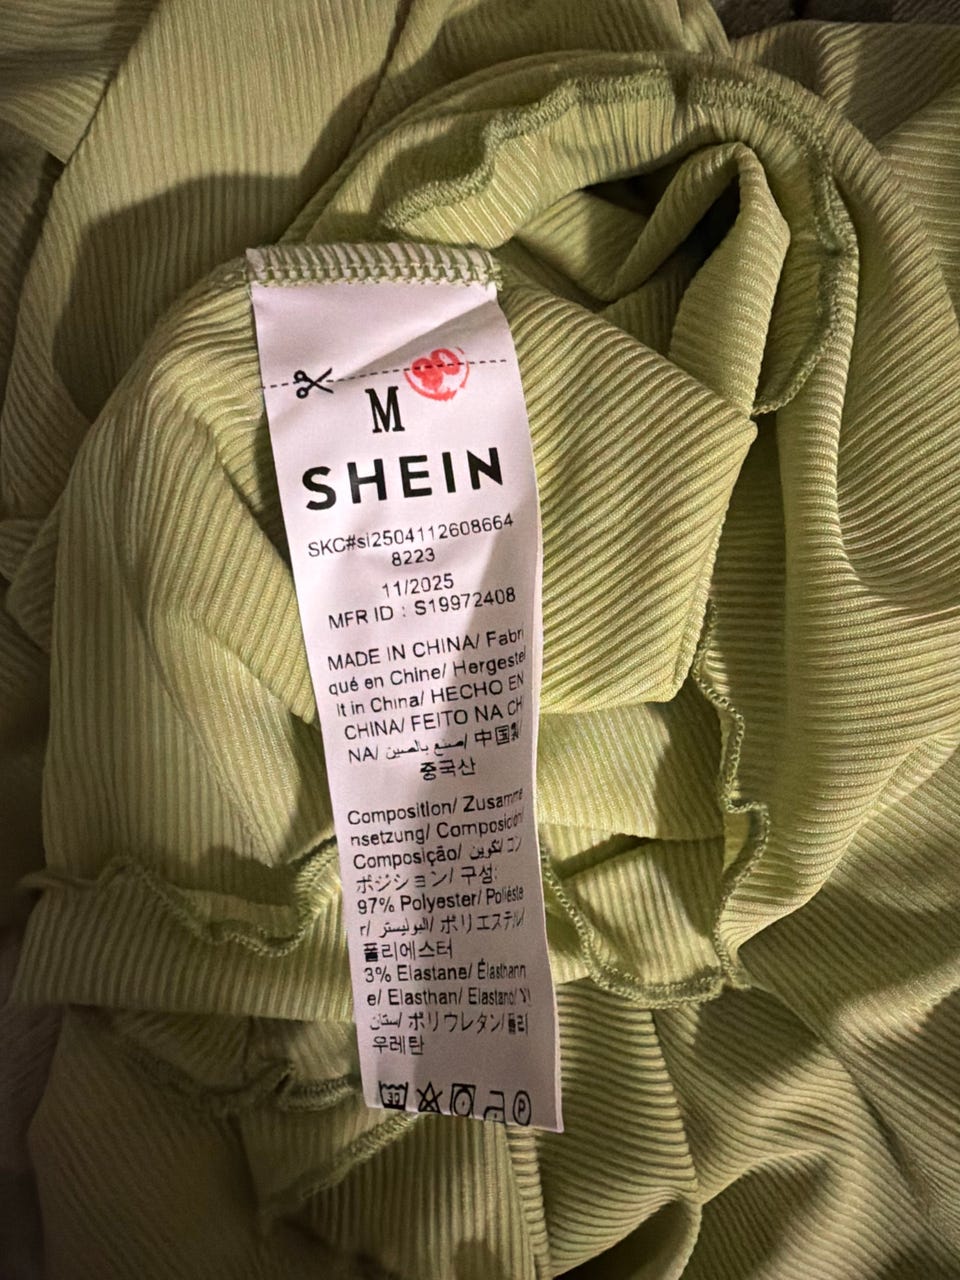 M
SHEIN
SKC#si2504112608664
8223
11/2025
MFR ID : S19972408
MADE IN CHINA/ Fabri
qué en Chine/ Hergestel
lt in China/ HECHO EN
CHINA/ FEITO NA CHI
NA/ صنع بالصين/ 中国製/
중국산
Composition/ Zusamme
nsetzung/ Composición/
Composição/ تكوين/ コン
ポジション/ 구성:
97% Polyester/ Polieste
r/ البوليستر/ ポリエステル/
폴리에스터
3% Elastane/ Élasthann
e/ Elasthan/ Elastano/
ستان/ ポリウレタン/ 폴리
우레탄
30
P